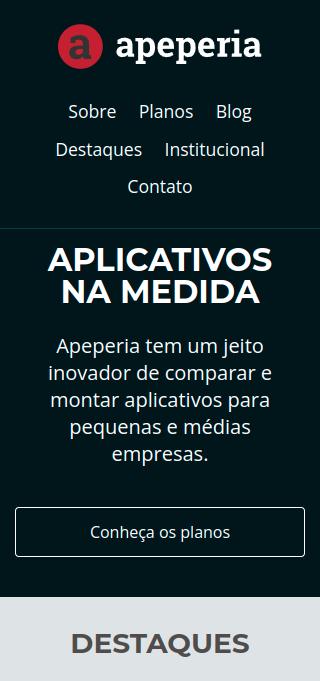 a apeperia
Sobre Planos Blog
Destaques Institucional
Contato
APLICATIVOS
NA MEDIDA
Apeperia tem um jeito
inovador de comparar e
montar aplicativos para
pequenas e médias
empresas.
Conheça os planos
DESTAQUES